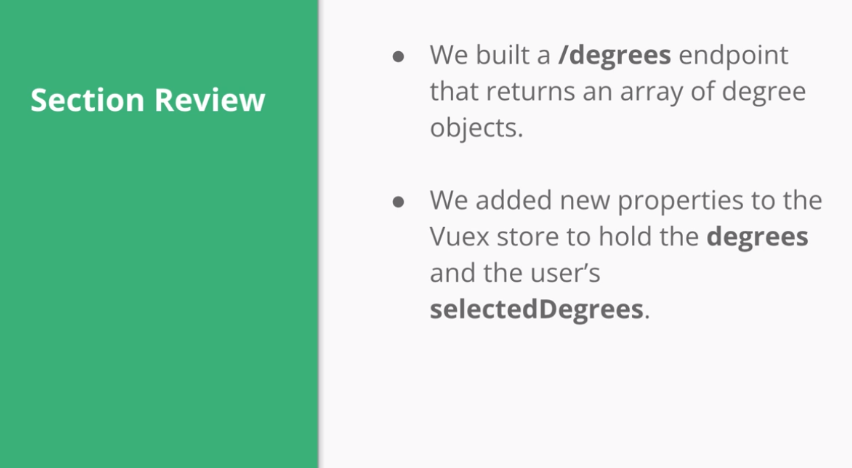 Section Review
● We built a /degrees endpoint
that returns an array of degree
objects.
● We added new properties to the
Vuex store to hold the degrees
and the user’s
selectedDegrees.